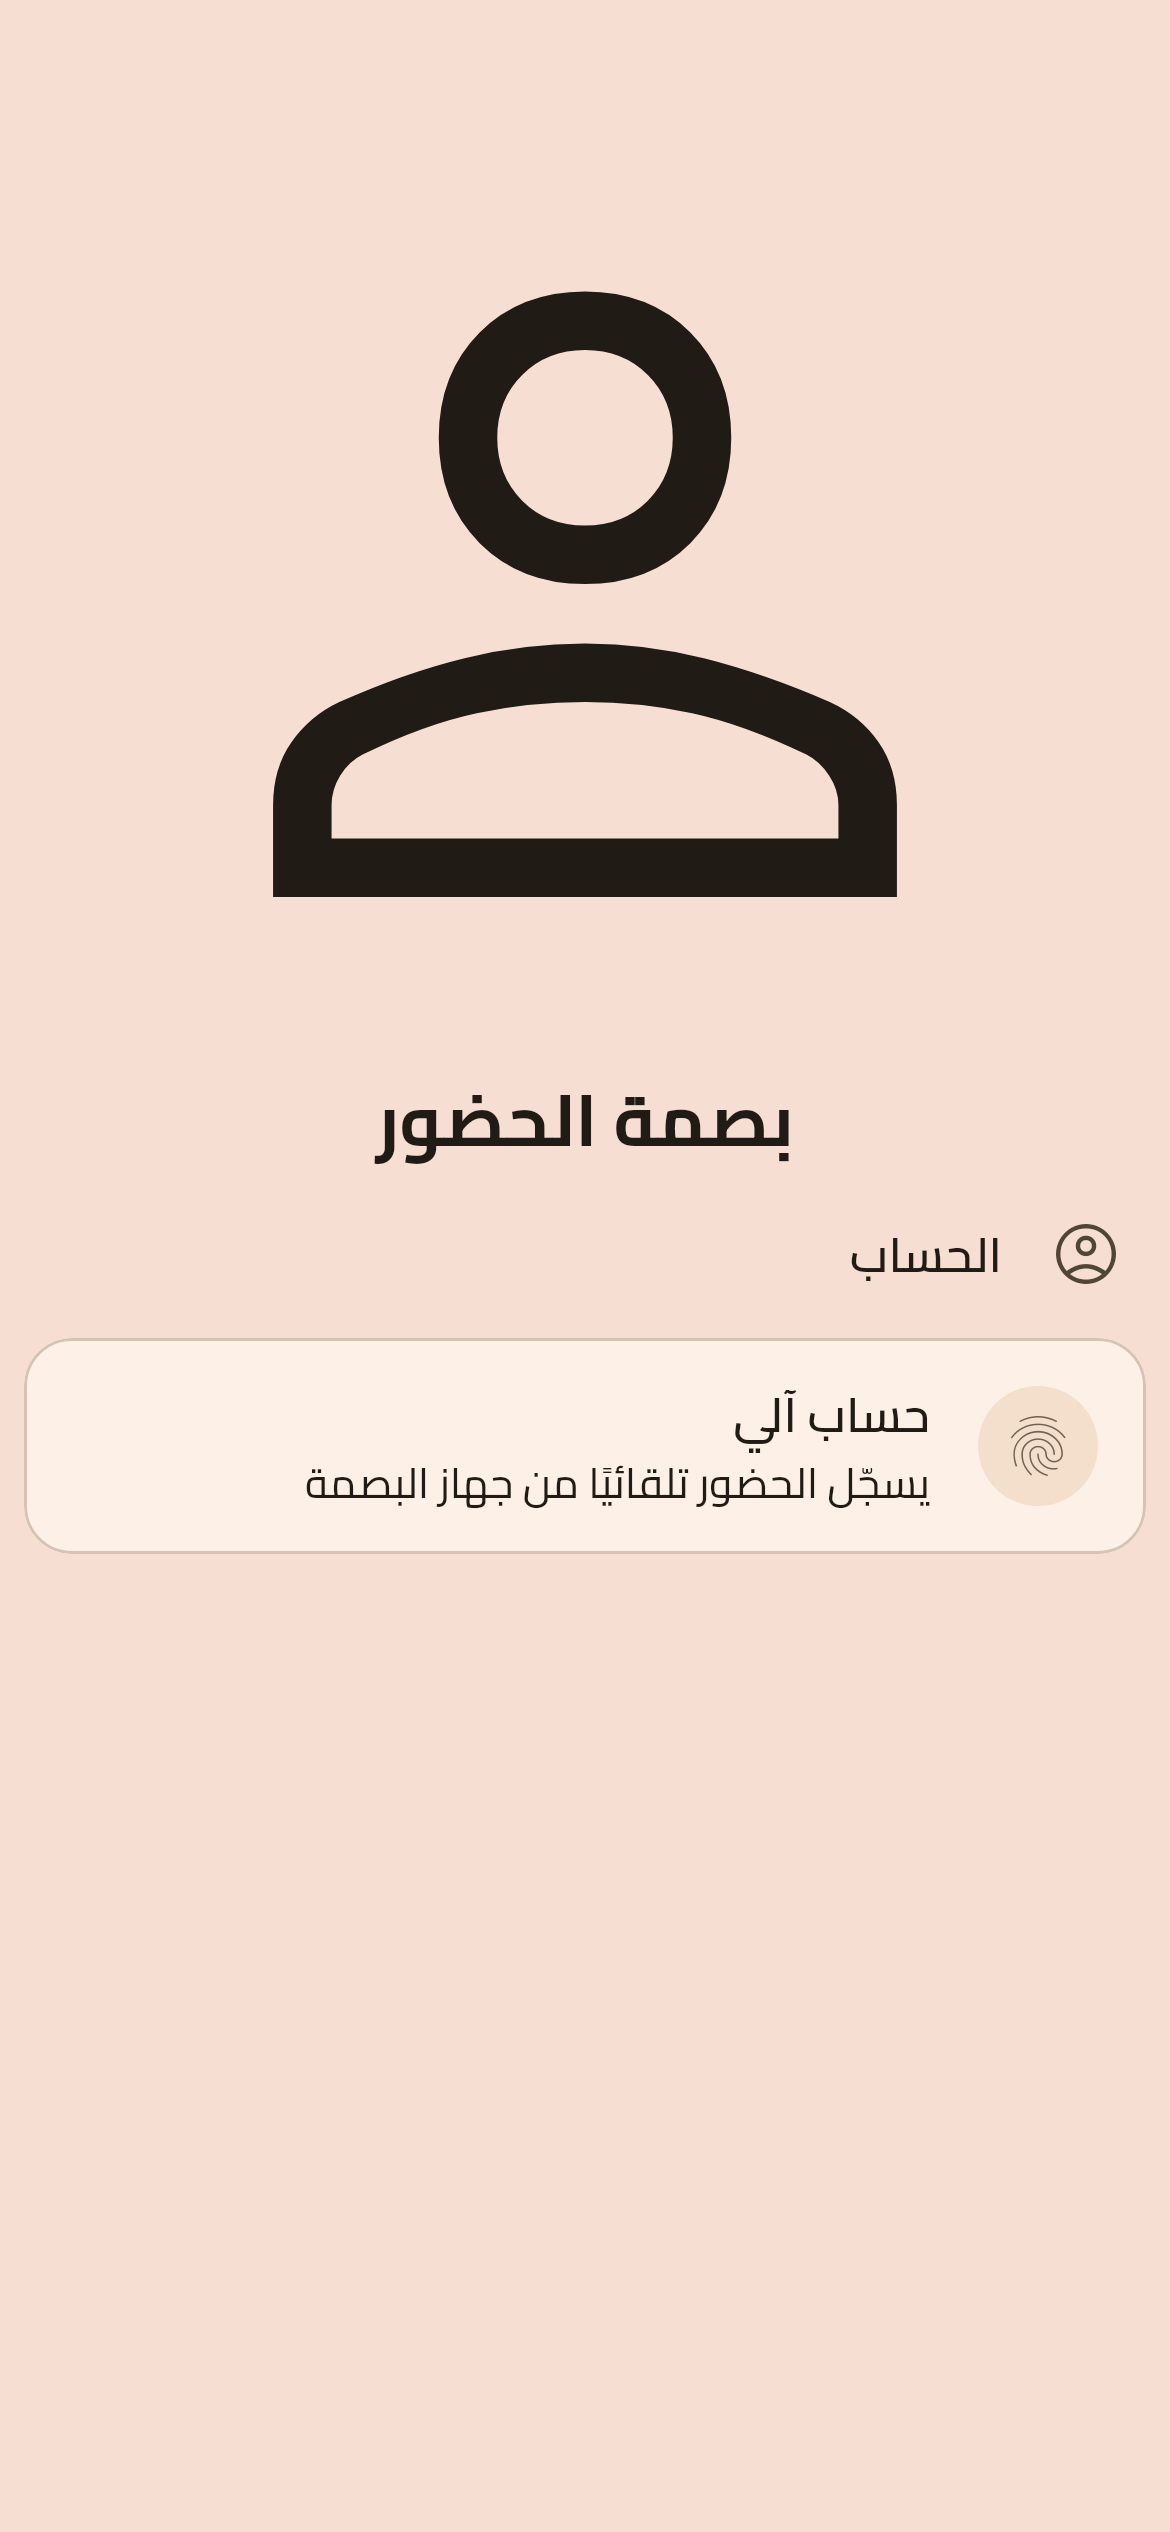 بصمة الحضور
الحساب
حساب آلي
يسجّل الحضور تلقائيًا من جهاز البصمة